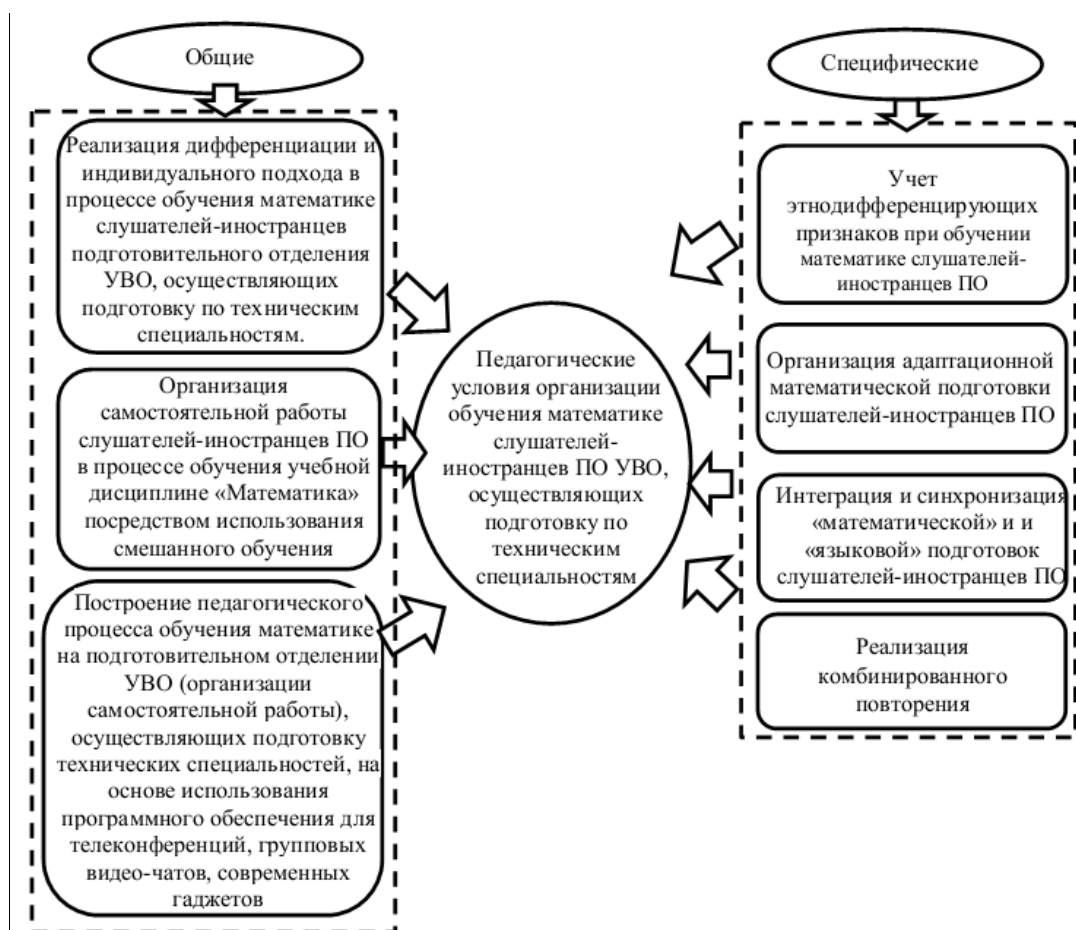 Общие
Реализация дифференциации и
индивидуального подхода в
процессе обучения математике
слушателей-иностранцев
подготовительного отделения
УВО, осуществляющих
подготовку по техническим
специальностям.
Организация
самостоятельной работы
слушателей-иностранцев ПО
в процессе обучения учебной
дисциплине «Математика»
посредством использования
смешанного обучения
Построение педагогического
процесса обучения математике
на подготовительном отделении
УВО (организации
самостоятельной работы),
осуществляющих подготовку
технических специальностей, на
основе использования
программного обеспечения для
телеконференций, групповых
видео-чатов, современных
гаджетов
Педагогические
условия организации
обучения математике
слушателей-
иностранцев ПО УВО,
осуществляющих
подготовку по
техническим
специальностям
Специфические
Учет
этнодифференцирующих
признаков при обучении
математике слушателей-
иностранцев ПО
Организация адаптационной
математической подготовки
слушателей-иностранцев ПО
Интеграция и синхронизация
«математической» и и
«языковой» подготовок
слушателей-иностранцев ПО
Реализация
комбинированного
повторения